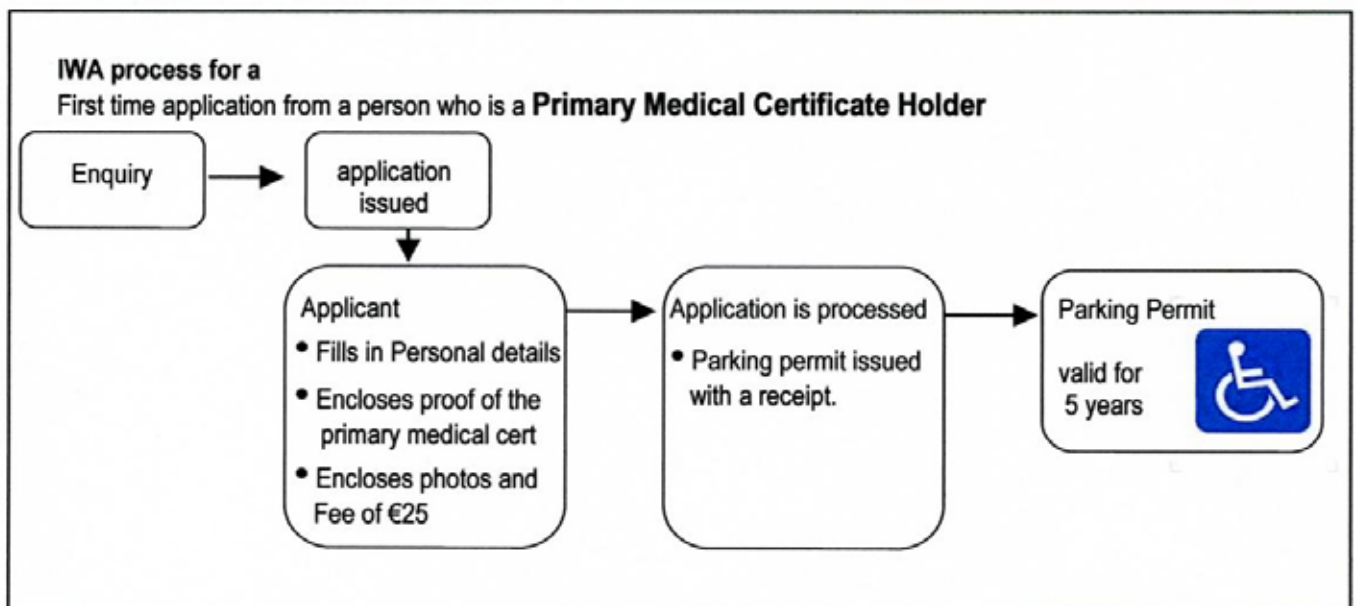 IWA process for a
First time application from a person who is a Primary Medical Certificate Holder
Enquiry
application
issued
Applicant
• Fills in Personal details
• Encloses proof of the
primary medical cert
• Encloses photos and
Fee of €25
Application is processed
• Parking permit issued
with a receipt.
Parking Permit
valid for
5 years